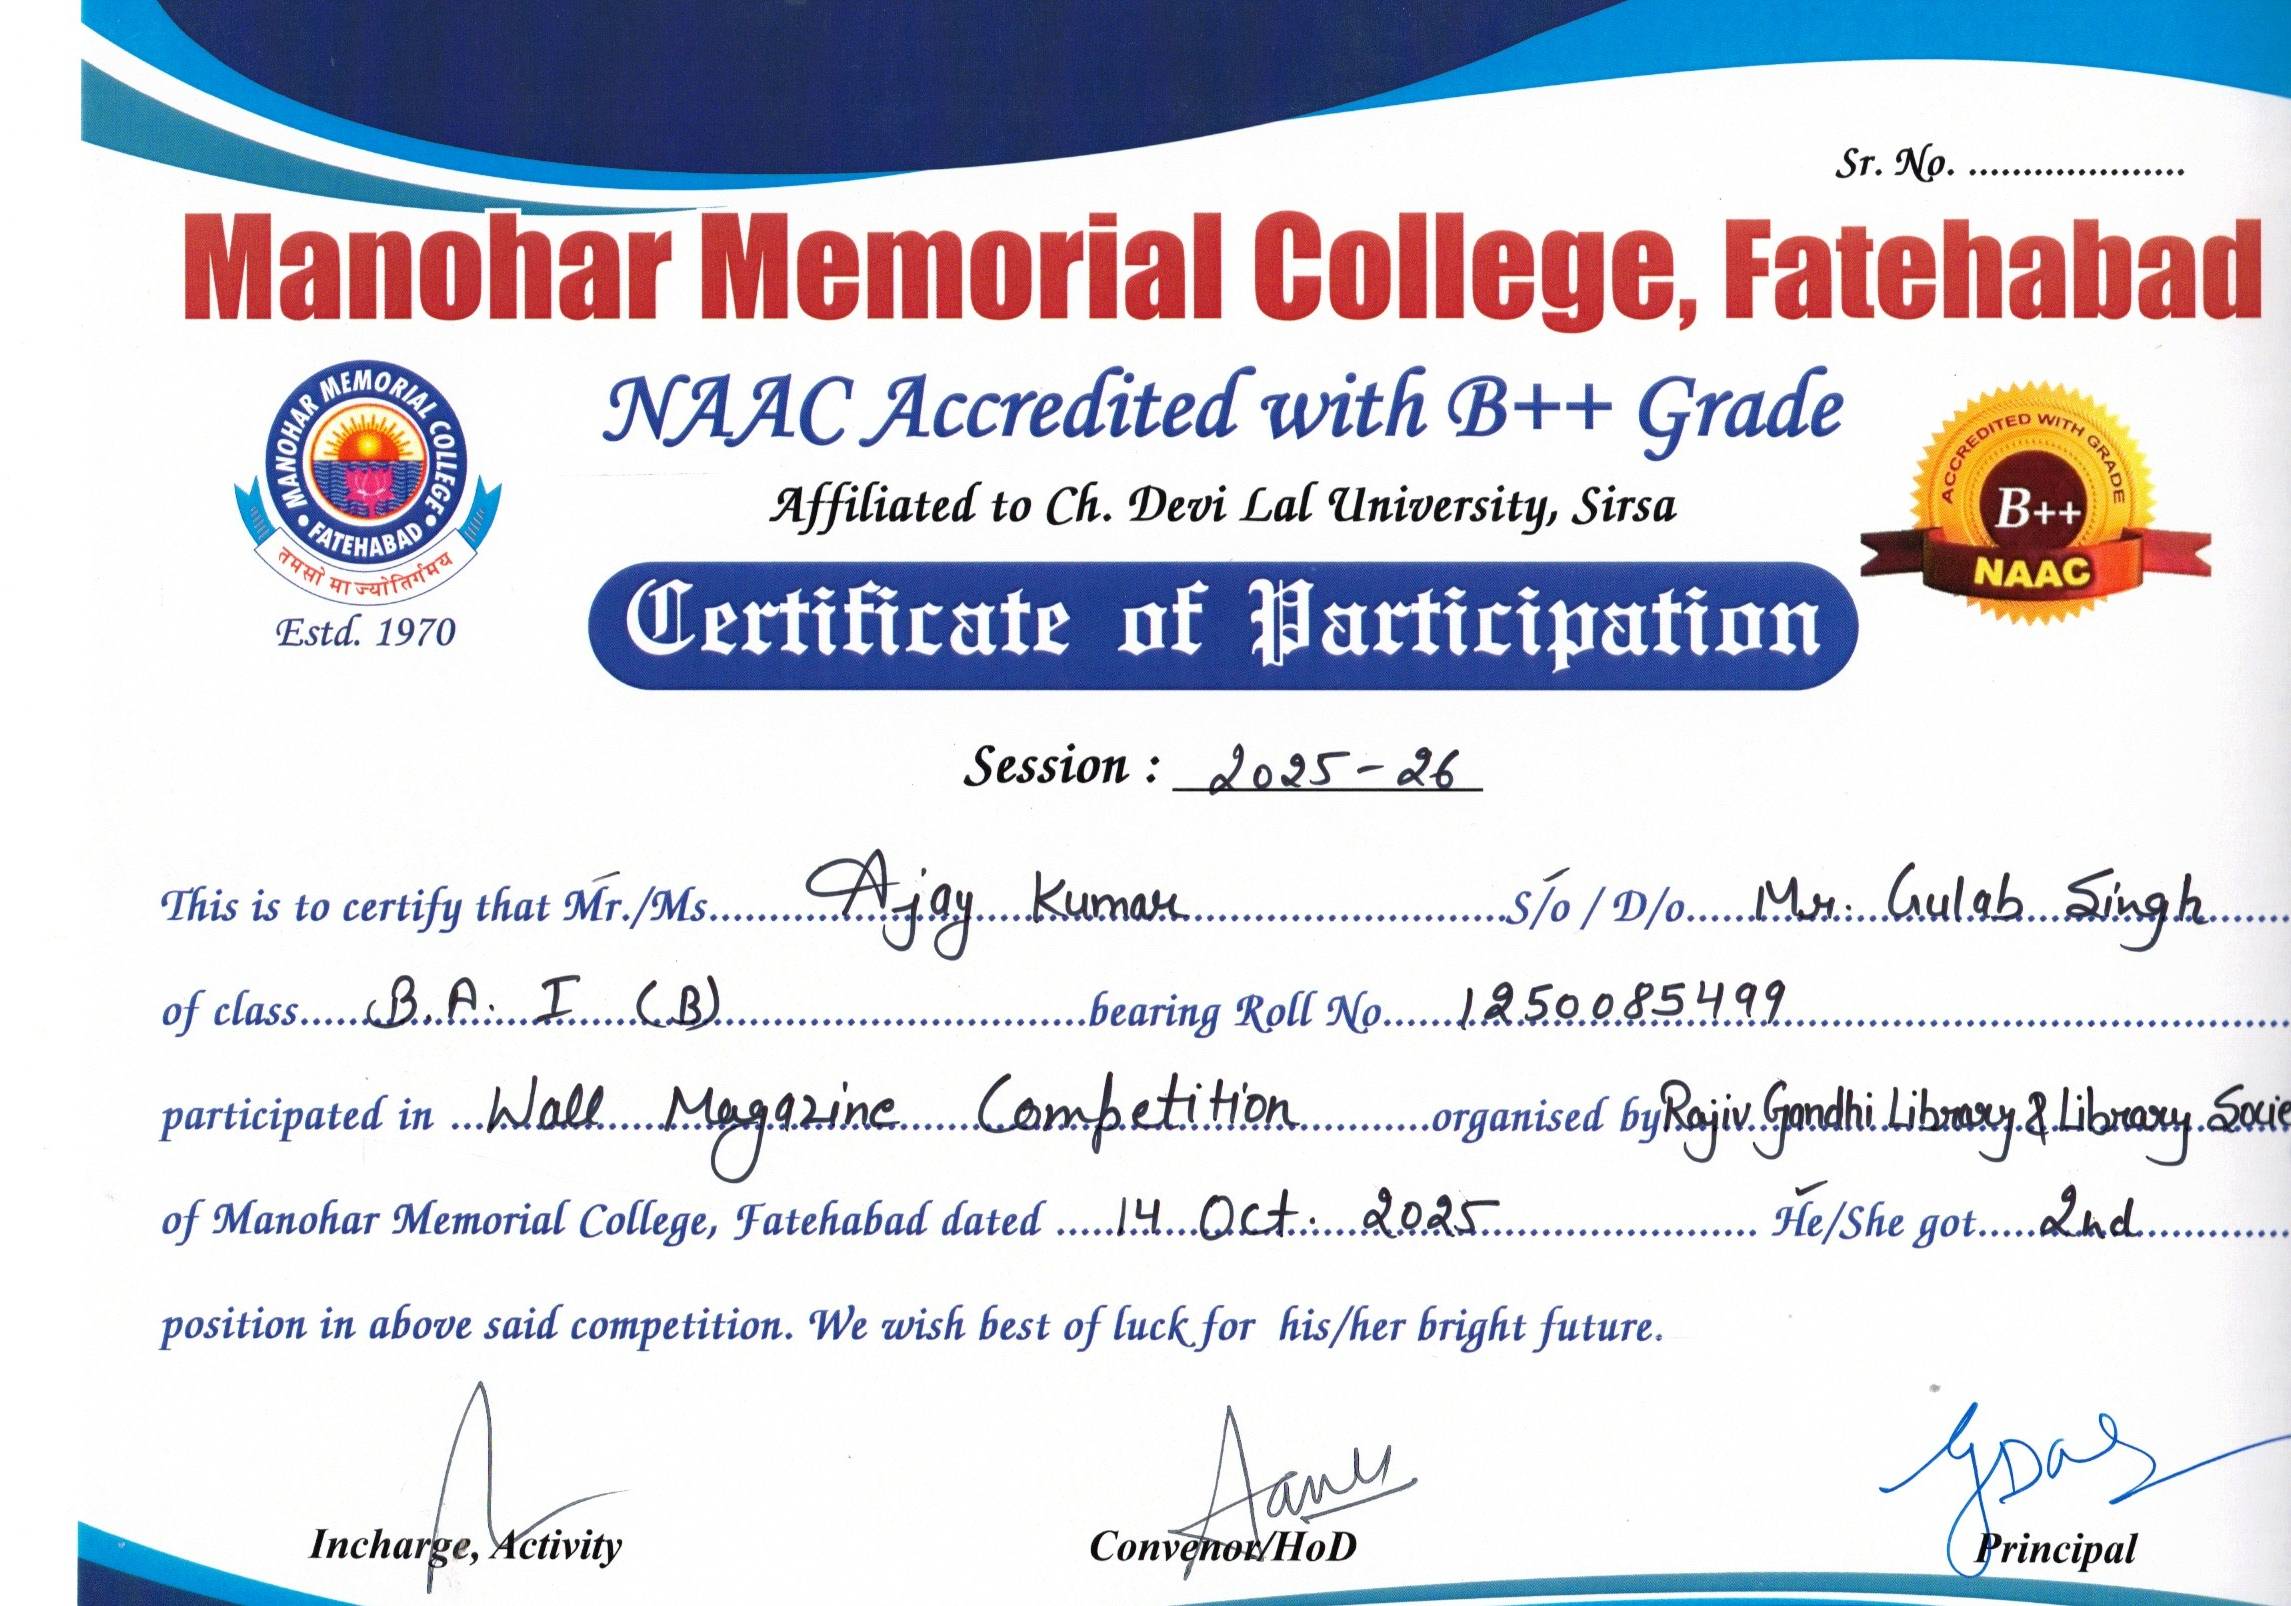 Sr. No. ....................
Manohar Memorial College, Fatehabad
MANOHAR MEMORIAL COLLEGE
• FATEHABAD •
तमसो मा ज्योतिर्गमय
Estd. 1970
NAAC Accredited with B++ Grade
Affiliated to Ch. Devi Lal University, Sirsa
ACCREDITED WITH GRADE
B++
NAAC
Certificate of Participation
Session : 2025-26
This is to certify that Mr./Ms. Ajay Kumar S/o / D/o Mr. Gulab Singh
of class B.A. I (B) bearing Roll No. 1250085499
participated in Wall Magazine Competition organised by Rajiv Gandhi Library & Library Socie
of Manohar Memorial College, Fatehabad dated 14 Oct. 2025 He/She got 2nd
position in above said competition. We wish best of luck for his/her bright future.
Incharge, Activity Convenor/HoD Principal